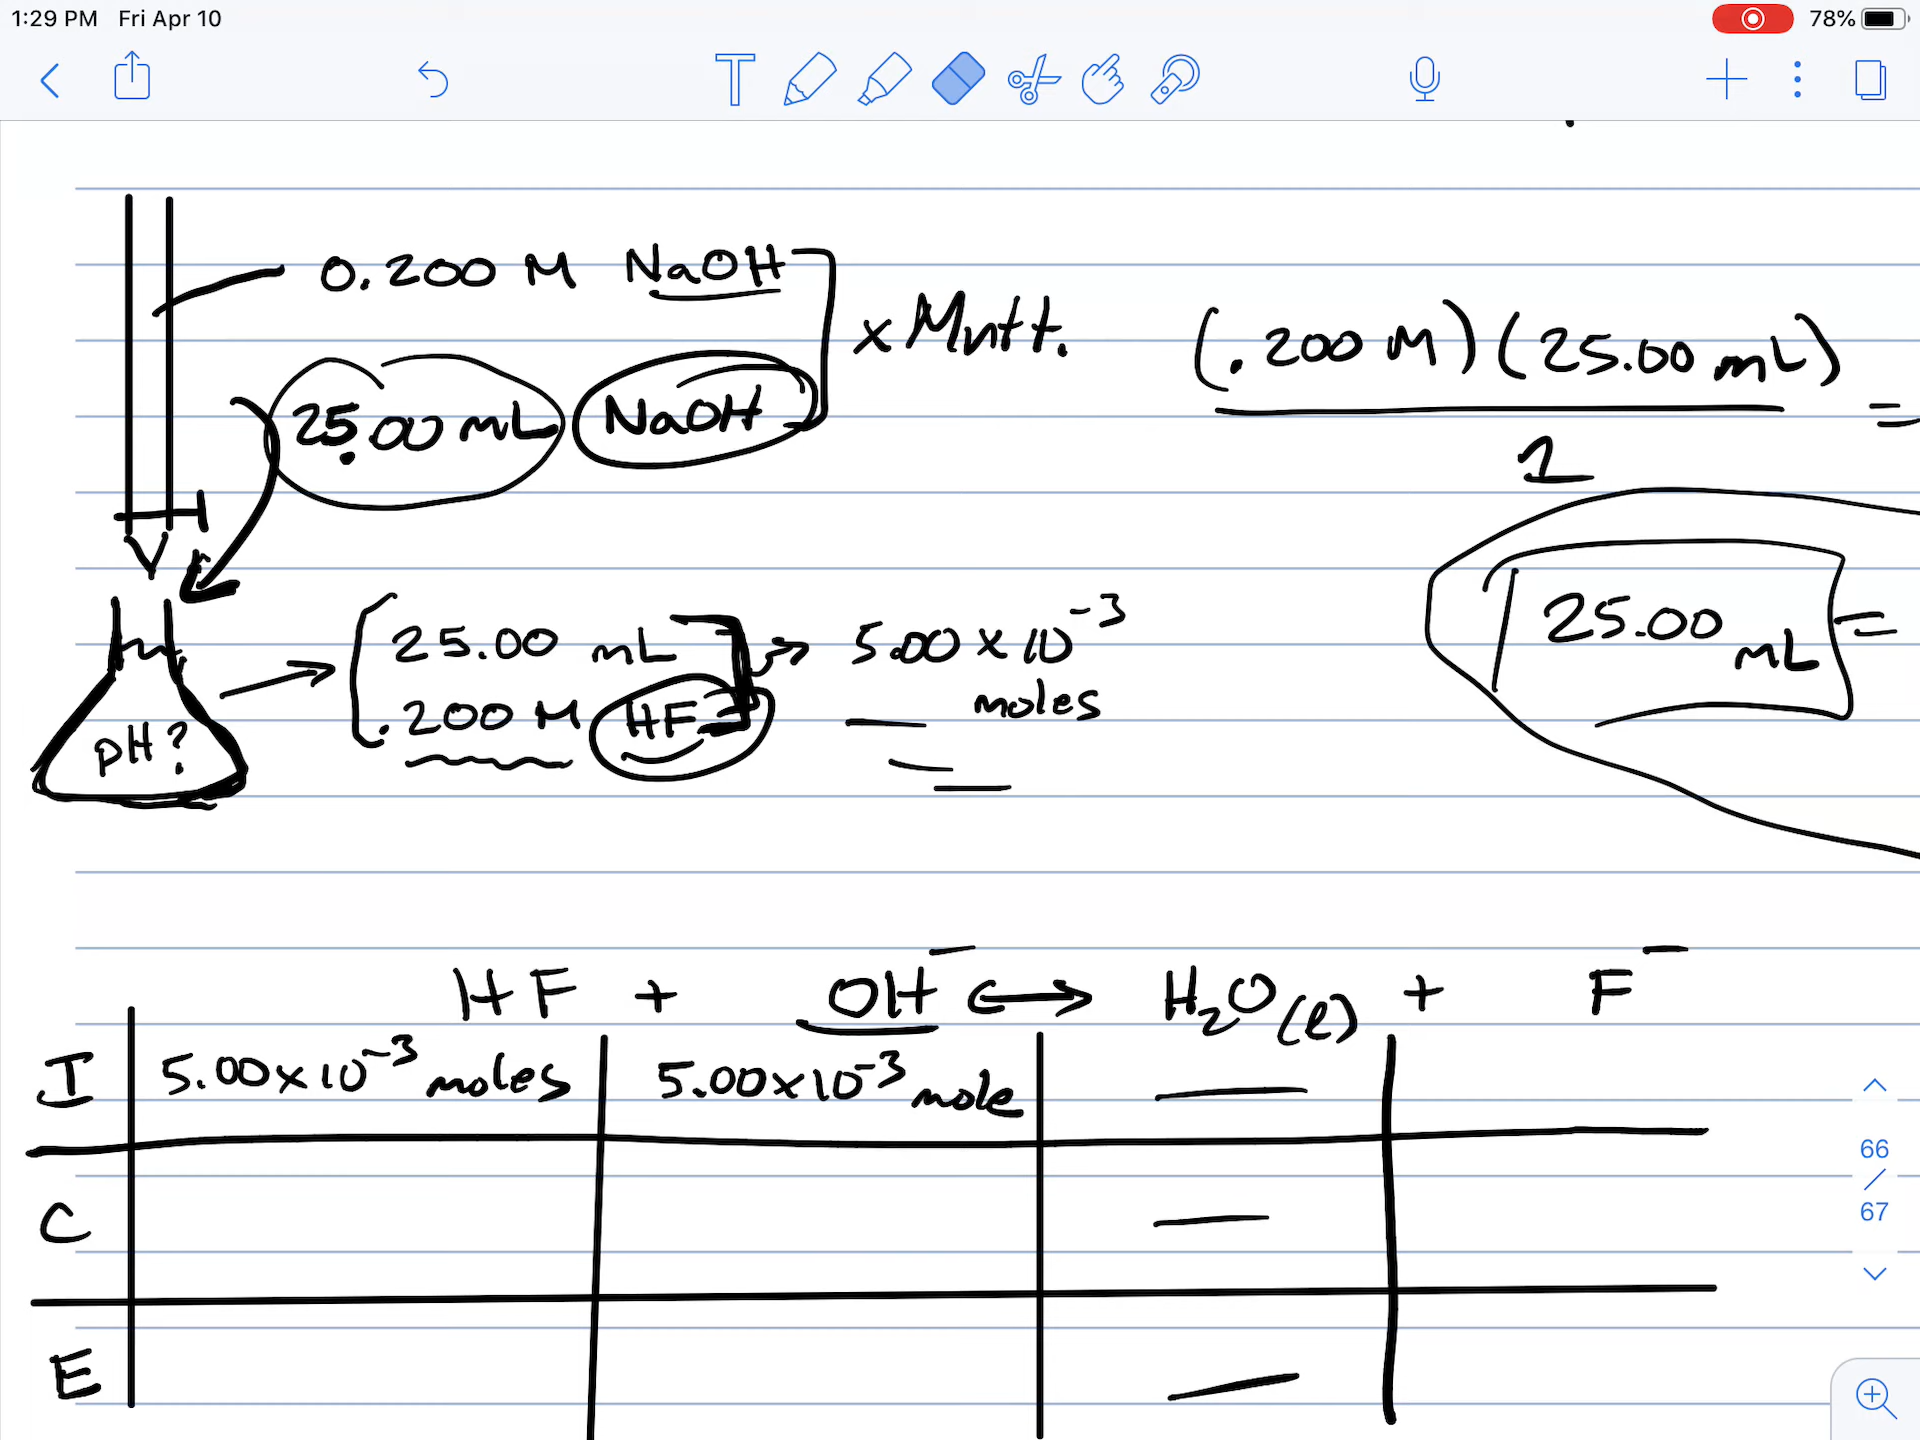 1:29 PM Fri Apr 10 78%
0.200 M NaOH
25.00 mL NaOH
(.200 M)(25.00 mL) =
1
25.00 mL =
25.00 mL → 5.00 x 10⁻³ moles
.200 M HF
pH?
HF + OH⁻ ⟷ H₂O(l) + F⁻
I 5.00x10⁻³ moles 5.00x10⁻³ mole —
C —
E —
66
/
67